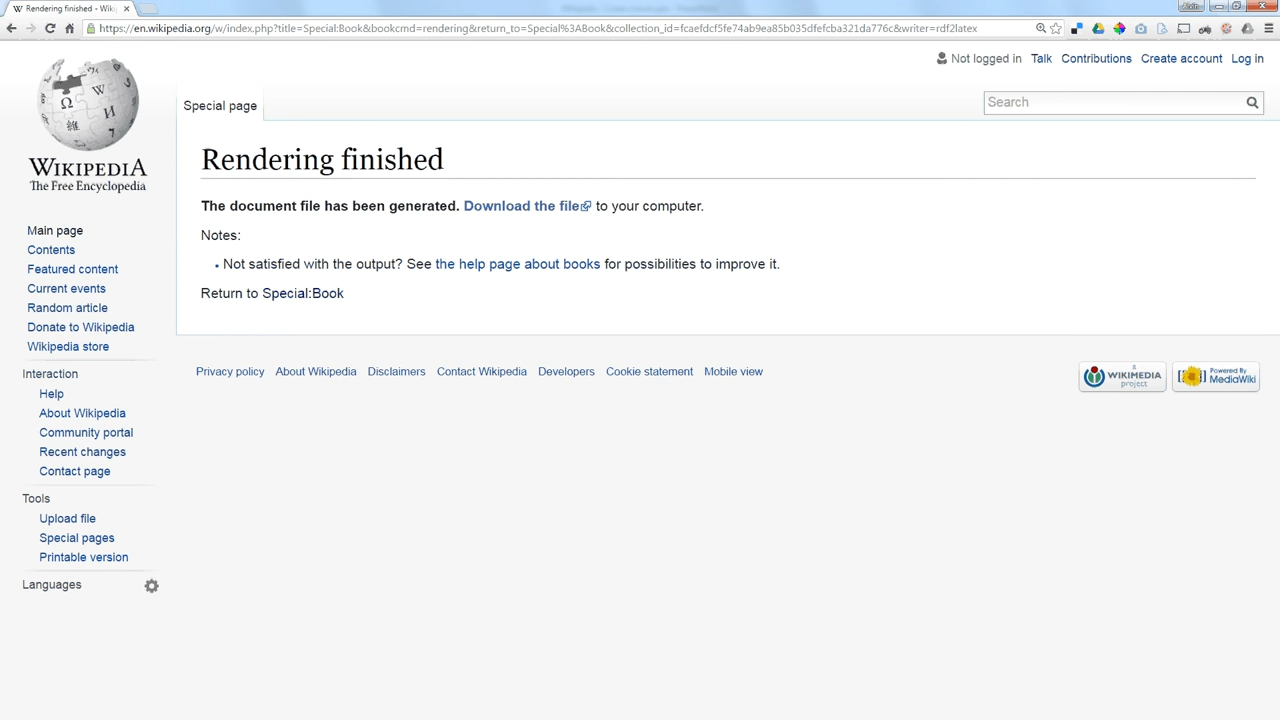 Rendering finished - Wiki
https://en.wikipedia.org/w/index.php?title=Special:Book&bookcmd=rendering&return_to=Special%3ABook&collection_id=fcaefdcf5fe74ab9ea85b035dfefcba321da776c&writer=rdf2latex
Not logged in Talk Contributions Create account Log in
Special page
Search
WIKIPEDIA
The Free Encyclopedia
Rendering finished
The document file has been generated. Download the file to your computer.
Notes:
• Not satisfied with the output? See the help page about books for possibilities to improve it.
Return to Special:Book
Main page
Contents
Featured content
Current events
Random article
Donate to Wikipedia
Wikipedia store
Interaction
Help
About Wikipedia
Community portal
Recent changes
Contact page
Tools
Upload file
Special pages
Printable version
Languages
Privacy policy About Wikipedia Disclaimers Contact Wikipedia Developers Cookie statement Mobile view
A WIKIMEDIA project
Powered By MediaWiki